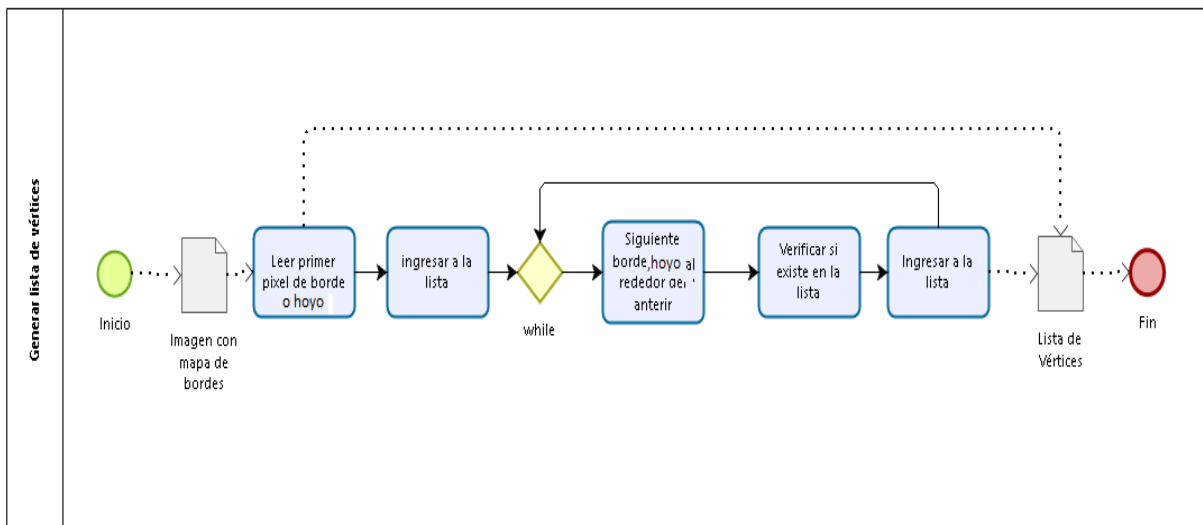 Generar lista de vértices
Inicio
Imagen con
mapa de
bordes
Leer primer
pixel de borde
o hoyo
ingresar a la
lista
while
Siguiente
borde,hoyo al
rededor
anterir
Verificar si
existe en la
lista
Ingresar a la
lista
Lista de
Vértices
Fin